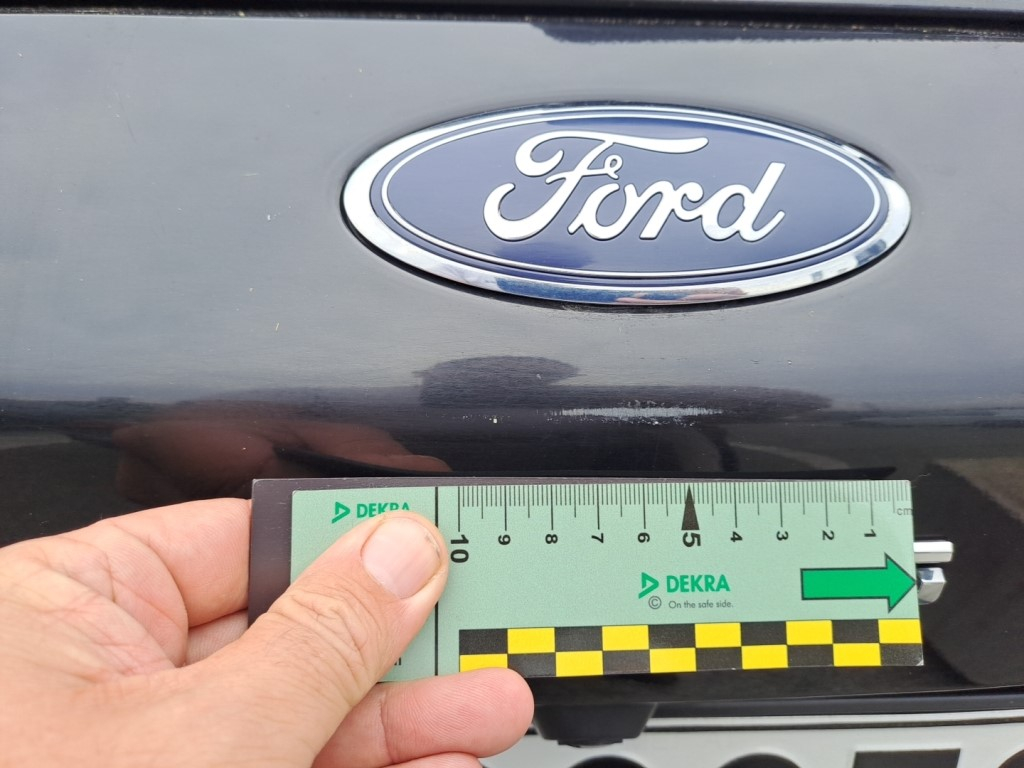 Ford
DEKRA
cm
10 9 8 7 6 5 4 3 2 1
DEKRA
© On the safe side.